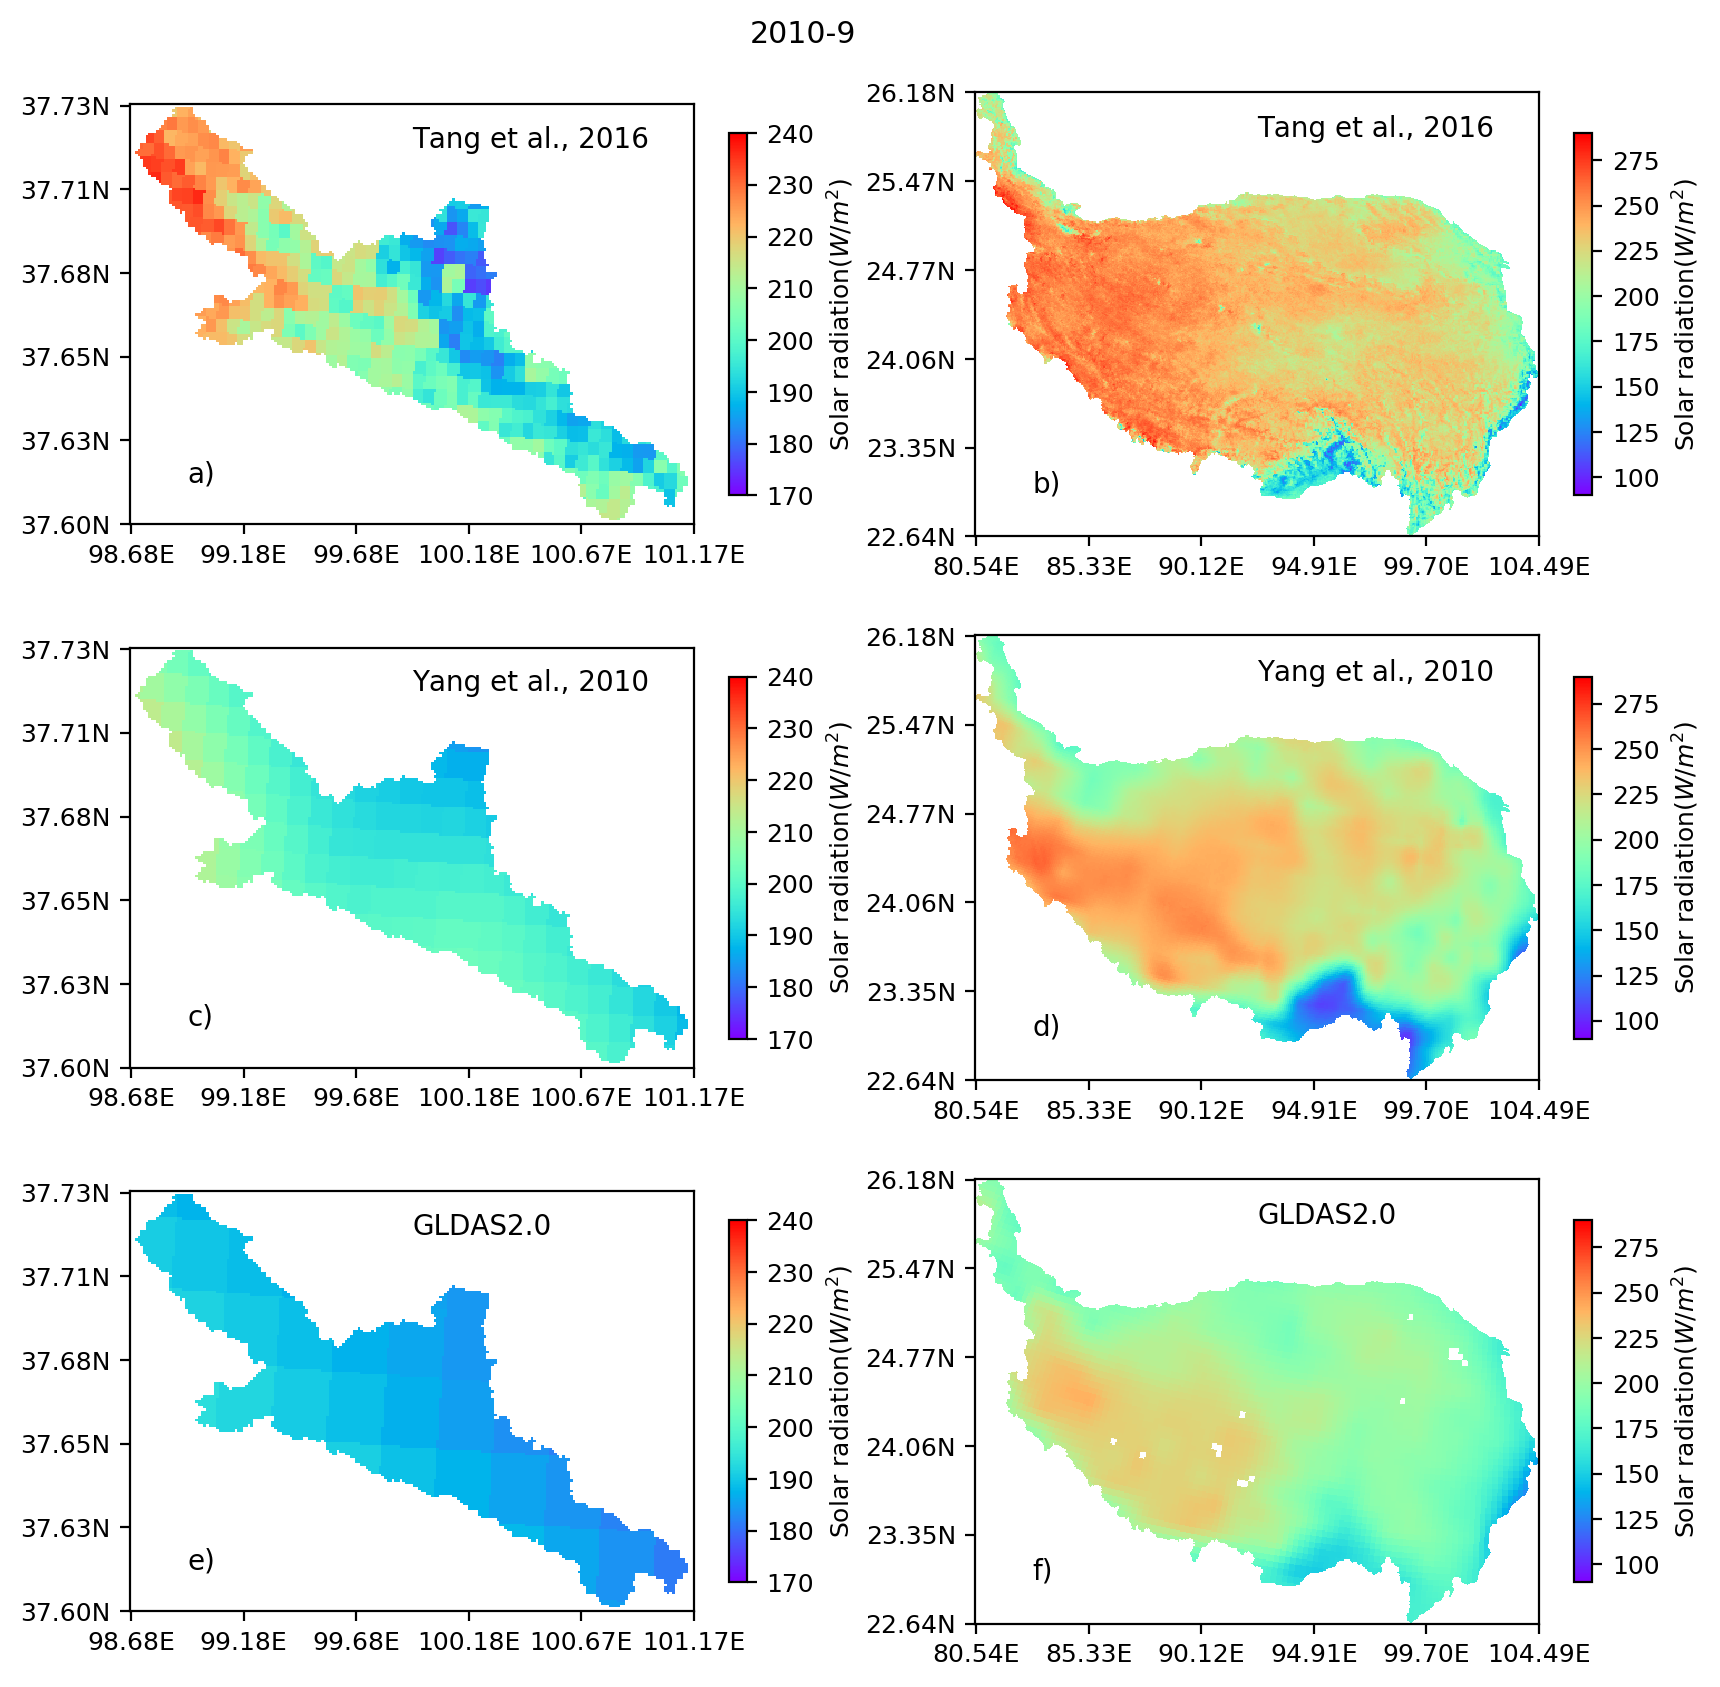 2010-9
37.73N
37.71N
37.68N
37.65N
37.63N
37.60N
98.68E 99.18E 99.68E 100.18E 100.67E 101.17E
Tang et al., 2016
a)
240
230
220
210
200
190
180
170
Solar radiation(W/m²)
26.18N
25.47N
24.77N
24.06N
23.35N
22.64N
80.54E 85.33E 90.12E 94.91E 99.70E 104.49E
Tang et al., 2016
b)
275
250
225
200
175
150
125
100
Solar radiation(W/m²)
37.73N
37.71N
37.68N
37.65N
37.63N
37.60N
98.68E 99.18E 99.68E 100.18E 100.67E 101.17E
Yang et al., 2010
c)
240
230
220
210
200
190
180
170
Solar radiation(W/m²)
26.18N
25.47N
24.77N
24.06N
23.35N
22.64N
80.54E 85.33E 90.12E 94.91E 99.70E 104.49E
Yang et al., 2010
d)
275
250
225
200
175
150
125
100
Solar radiation(W/m²)
37.73N
37.71N
37.68N
37.65N
37.63N
37.60N
98.68E 99.18E 99.68E 100.18E 100.67E 101.17E
GLDAS2.0
e)
240
230
220
210
200
190
180
170
Solar radiation(W/m²)
26.18N
25.47N
24.77N
24.06N
23.35N
22.64N
80.54E 85.33E 90.12E 94.91E 99.70E 104.49E
GLDAS2.0
f)
275
250
225
200
175
150
125
100
Solar radiation(W/m²)